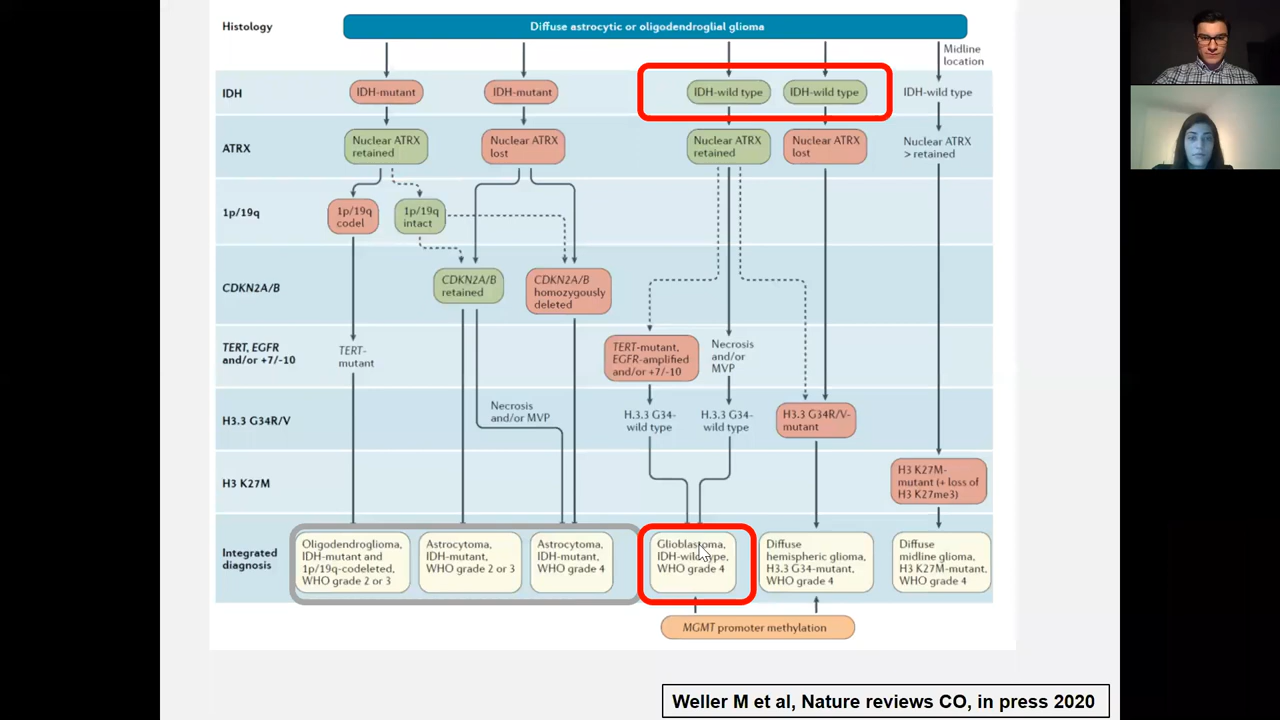 Histology
Diffuse astrocytic or oligodendroglial glioma
Midline
location
IDH
IDH-mutant
IDH-mutant
IDH-wild type
IDH-wild type
IDH-wild type
ATRX
Nuclear ATRX
retained
Nuclear ATRX
lost
Nuclear ATRX
retained
Nuclear ATRX
lost
Nuclear ATRX
> retained
1p/19q
1p/19q
codel
1p/19q
intact
CDKN2A/B
CDKN2A/B
retained
CDKN2A/B
homozygously
deleted
TERT, EGFR
and/or +7/-10
TERT-
mutant
TERT-mutant,
EGFR-amplified
and/or +7/-10
Necrosis
and/or
MVP
H3.3 G34R/V
Necrosis
and/or MVP
H.3.3 G34-
wild type
H.3.3 G34-
wild type
H3.3 G34R/V-
mutant
H3 K27M
H3 K27M-
mutant (+ loss of
H3 K27me3)
Integrated
diagnosis
Oligodendroglioma,
IDH-mutant and
1p/19q-codeleted,
WHO grade 2 or 3
Astrocytoma,
IDH-mutant,
WHO grade 2 or 3
Astrocytoma,
IDH-mutant,
WHO grade 4
Glioblastoma,
IDH-wild type,
WHO grade 4
Diffuse
hemispheric glioma,
H3.3 G34-mutant,
WHO grade 4
Diffuse
midline glioma,
H3 K27M-mutant,
WHO grade 4
MGMT promoter methylation
Weller M et al, Nature reviews CO, in press 2020